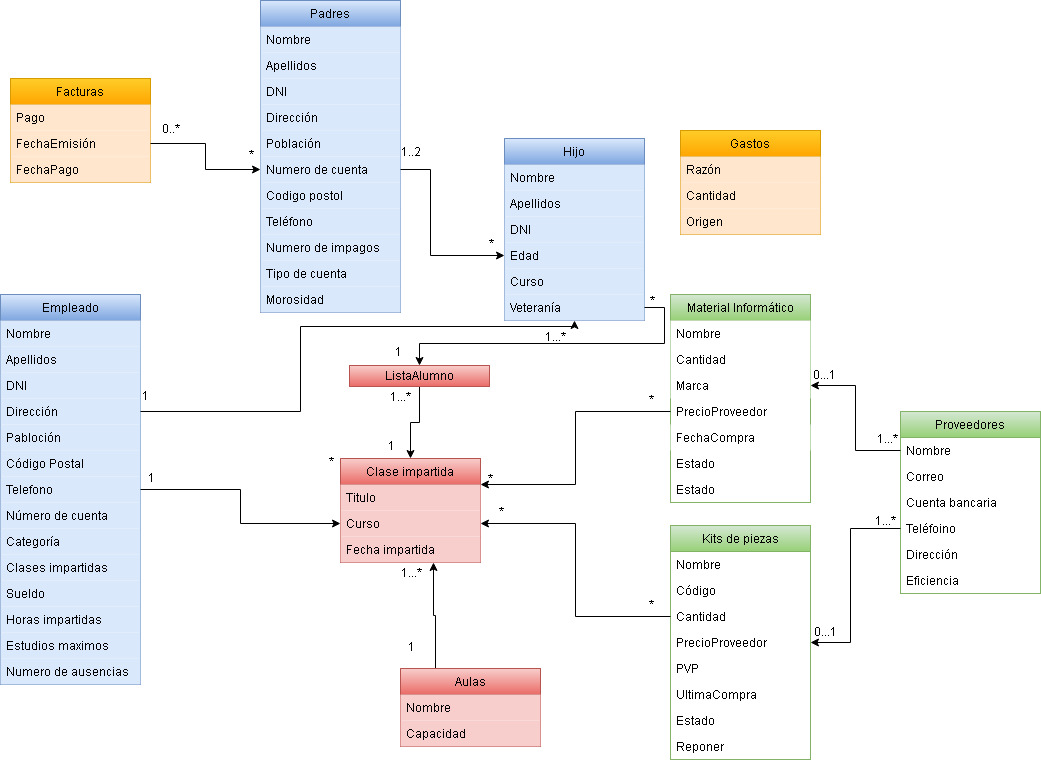 Padres
Nombre
Apellidos
DNI
Dirección
Población
Numero de cuenta
Codigo postol
Teléfono
Numero de impagos
Tipo de cuenta
Morosidad
Facturas
Pago
FechaEmisión
FechaPago
0..*
*
1..2
*
Hijo
Nombre
Apellidos
DNI
Edad
Curso
Veteranía
Gastos
Razón
Cantidad
Origen
Empleado
Nombre
Apellidos
DNI
Dirección
Pabloción
Código Postal
Telefono
Número de cuenta
Categoría
Clases impartidas
Sueldo
Horas impartidas
Estudios maximos
Numero de ausencias
1
1...*
1
*
*
1
ListaAlumno
1...*
1
Clase impartida
Titulo
Curso
Fecha impartida
*
*
*
*
1...*
1
Aulas
Nombre
Capacidad
Material Informático
Nombre
Cantidad
Marca
PrecioProveedor
FechaCompra
Estado
Estado
Kits de piezas
Nombre
Código
Cantidad
PrecioProveedor
PVP
UltimaCompra
Estado
Reponer
0...1
1...*
1...*
0...1
Proveedores
Nombre
Correo
Cuenta bancaria
Teléfoino
Dirección
Eficiencia